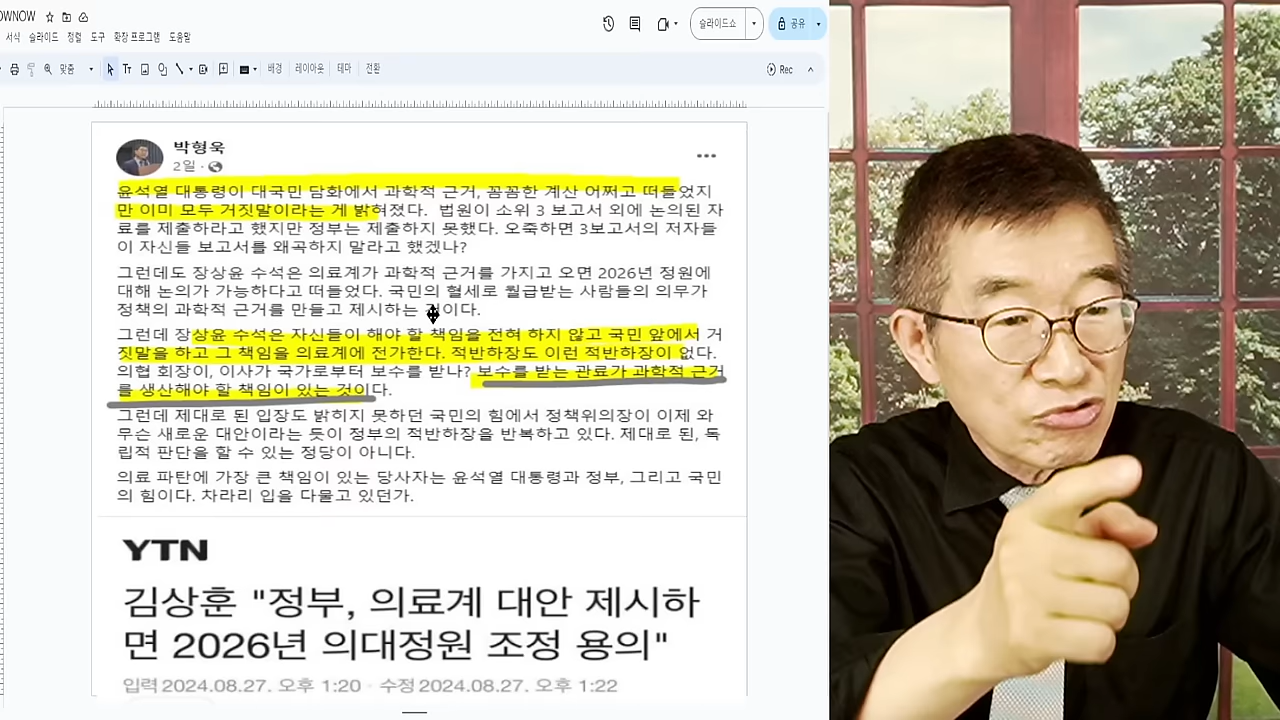 OWNOW
서식 슬라이드 정렬 도구 확장 프로그램 도움말
슬라이드쇼
공유
맞춤
Tт
배경 레이아웃 테마 전환
Rec
박형욱
2일 ·
윤석열 대통령이 대국민 담화에서 과학적 근거, 꼼꼼한 계산 어쩌고 떠들었지
만 이미 모두 거짓말이라는 게 밝혀졌다. 법원이 소위 3 보고서 외에 논의된 자
료를 제출하라고 했지만 정부는 제출하지 못했다. 오죽하면 3보고서의 저자들
이 자신들 보고서를 왜곡하지 말라고 했겠나?
그런데도 장상윤 수석은 의료계가 과학적 근거를 가지고 오면 2026년 정원에
대해 논의가 가능하다고 떠들었다. 국민의 혈세로 월급받는 사람들의 의무가
정책의 과학적 근거를 만들고 제시하는 것이다.
그런데 장상윤 수석은 자신들이 해야 할 책임을 전혀 하지 않고 국민 앞에서 거
짓말을 하고 그 책임을 의료계에 전가한다. 적반하장도 이런 적반하장이 없다.
의협 회장이, 이사가 국가로부터 보수를 받나? 보수를 받는 관료가 과학적 근거
를 생산해야 할 책임이 있는 것이다.
그런데 제대로 된 입장도 밝히지 못하던 국민의 힘에서 정책위의장이 이제 와
무슨 새로운 대안이라는 듯이 정부의 적반하장을 반복하고 있다. 제대로 된, 독
립적 판단을 할 수 있는 정당이 아니다.
의료 파탄에 가장 큰 책임이 있는 당사자는 윤석열 대통령과 정부, 그리고 국민
의 힘이다. 차라리 입을 다물고 있던가.
YTN
김상훈 "정부, 의료계 대안 제시하
면 2026년 의대정원 조정 용의"
입력 2024.08.27. 오후 1:20 · 수정 2024.08.27. 오후 1:22